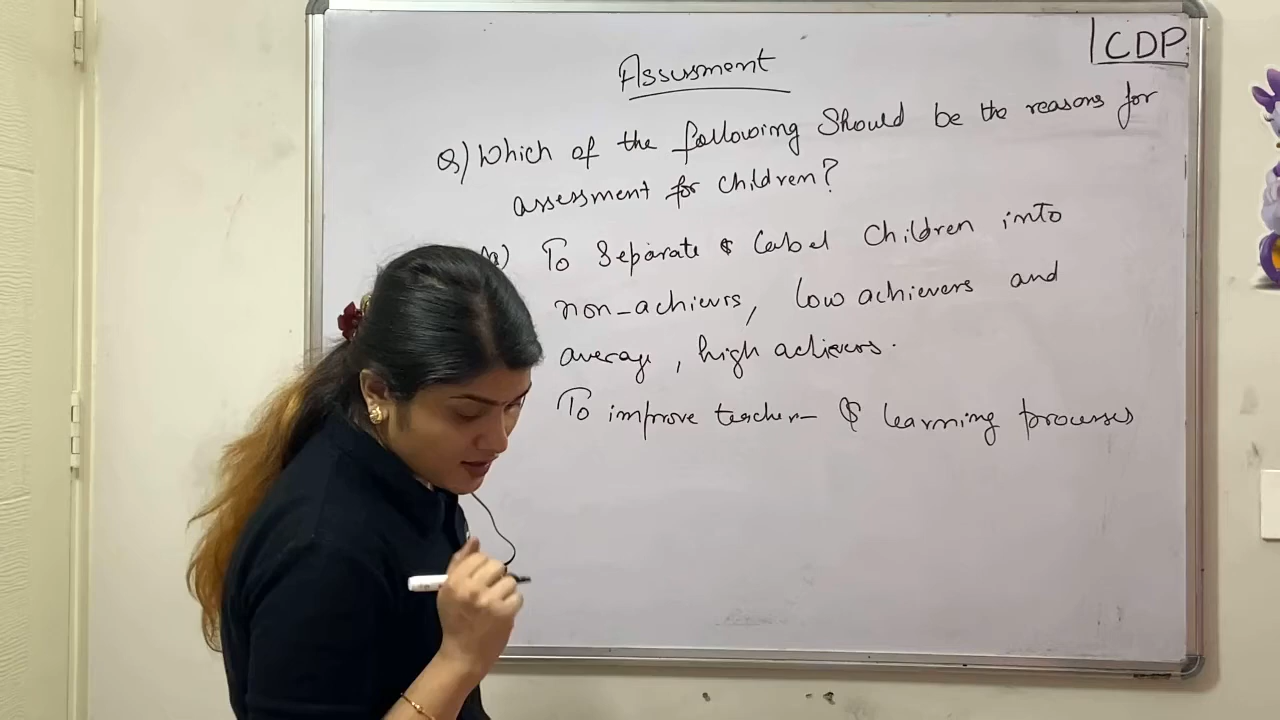 CDP
Assessment
Q) Which of the following Should be the reasons for
assessment for children?
a) To Separate & Label Children into
non-achievrs, low achievers and
average, high achievers.
To improve teacher- & learning processes